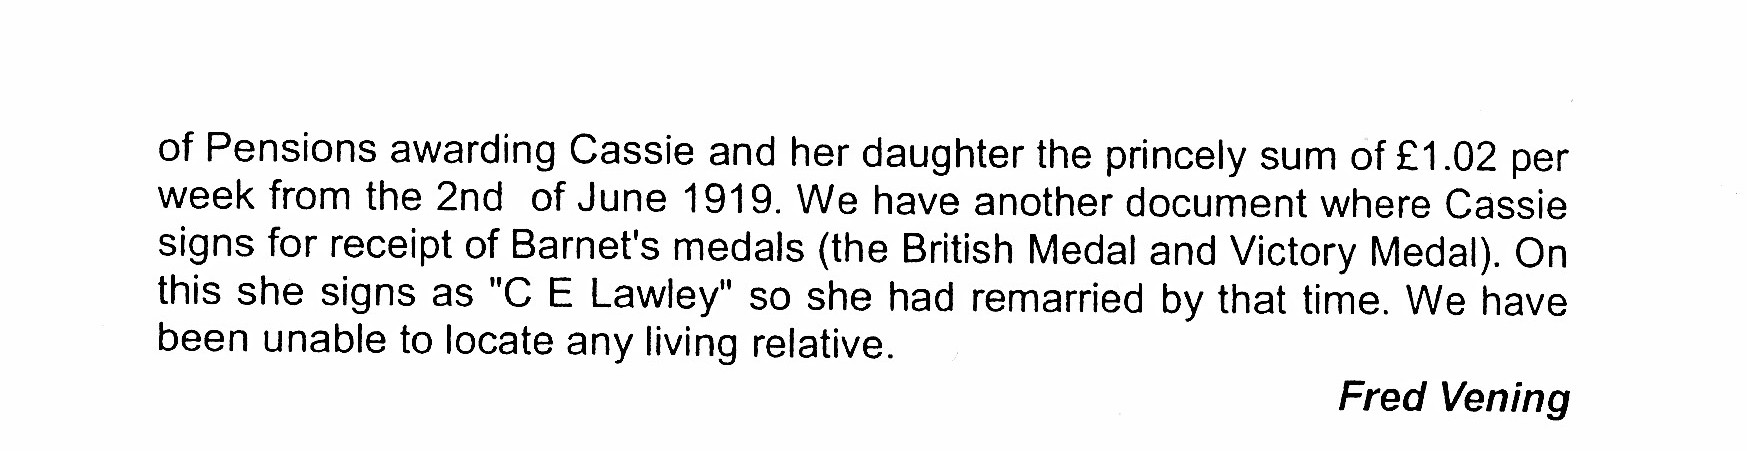 of Pensions awarding Cassie and her daughter the princely sum of £1.02 per
week from the 2nd of June 1919. We have another document where Cassie
signs for receipt of Barnet's medals (the British Medal and Victory Medal). On
this she signs as "C E Lawley" so she had remarried by that time. We have
been unable to locate any living relative.
Fred Vening